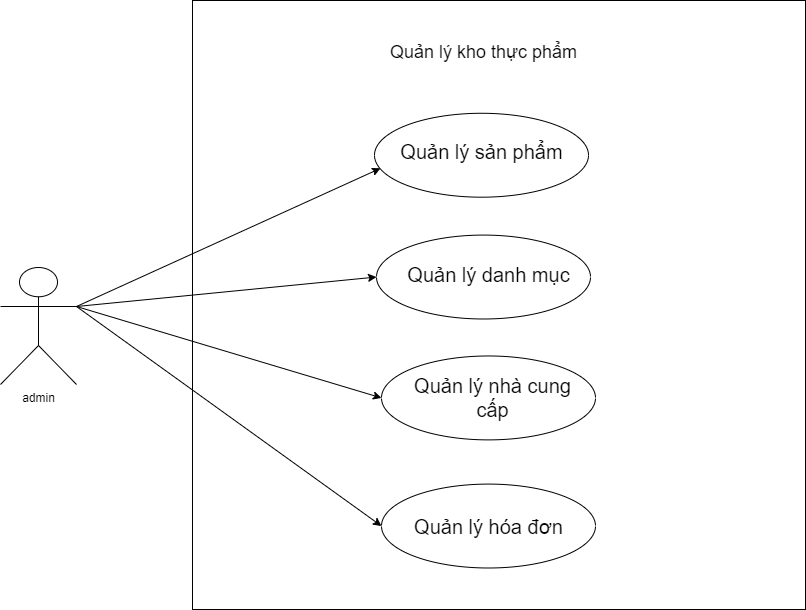 Quản lý kho thực phẩm
Quản lý sản phẩm
Quản lý danh mục
Quản lý nhà cung
cấp
admin
Quản lý hóa đơn